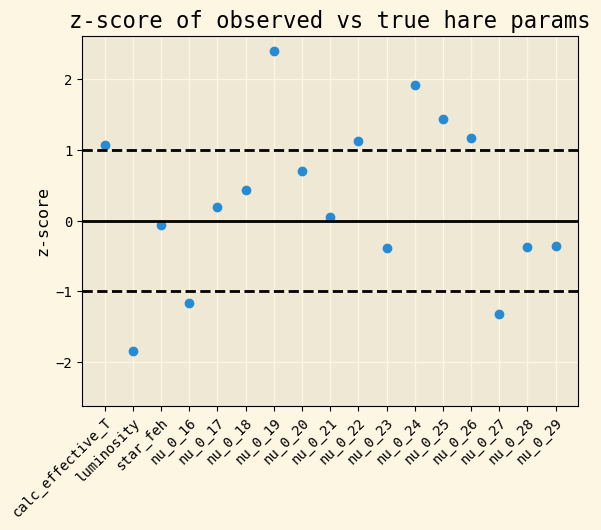 z-score of observed vs true hare params
z-score
2
1
0
−1
−2
calc_effective_T
luminosity
star_feh
nu_0_16
nu_0_17
nu_0_18
nu_0_19
nu_0_20
nu_0_21
nu_0_22
nu_0_23
nu_0_24
nu_0_25
nu_0_26
nu_0_27
nu_0_28
nu_0_29